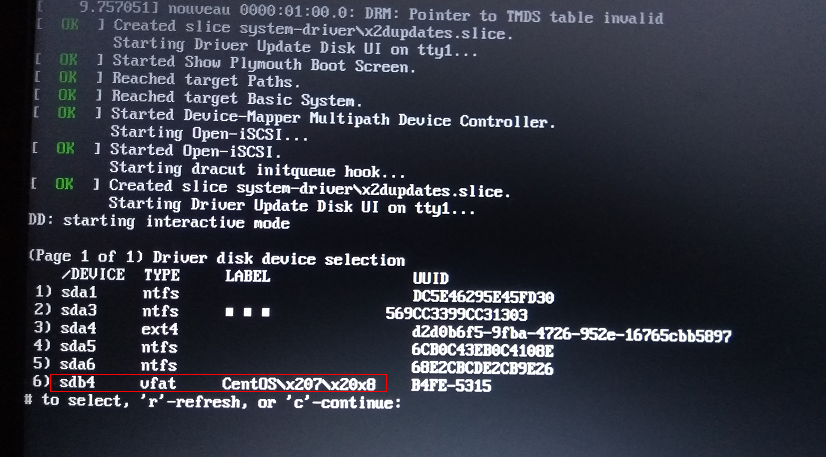 [    9.757051] nouveau 0000:01:00.0: DRM: Pointer to TMDS table invalid
[  OK  ] Created slice system-driver\x2dupdates.slice.
Starting Driver Update Disk UI on tty1...
[  OK  ] Started Show Plymouth Boot Screen.
[  OK  ] Reached target Paths.
[  OK  ] Reached target Basic System.
[  OK  ] Started Device-Mapper Multipath Device Controller.
Starting Open-iSCSI...
[  OK  ] Started Open-iSCSI.
Starting dracut initqueue hook...
[  OK  ] Created slice system-driver\x2dupdates.slice.
Starting Driver Update Disk UI on tty1...
DD: starting interactive mode
(Page 1 of 1) Driver disk device selection
/DEVICE TYPE LABEL UUID
1) sda1 ntfs DC5E46295E45FD30
2) sda3 ntfs ■ ■ ■ 569CC3399CC31303
3) sda4 ext4 d2d0b6f5-9fba-4726-952e-16765cbb5897
4) sda5 ntfs 6CB0C43EB0C4108E
5) sda6 ntfs 68E2CBCDE2CB9E26
6) sdb4 vfat CentOS\x207\x20x8 B4FE-5315
# to select, 'r'-refresh, or 'c'-continue: